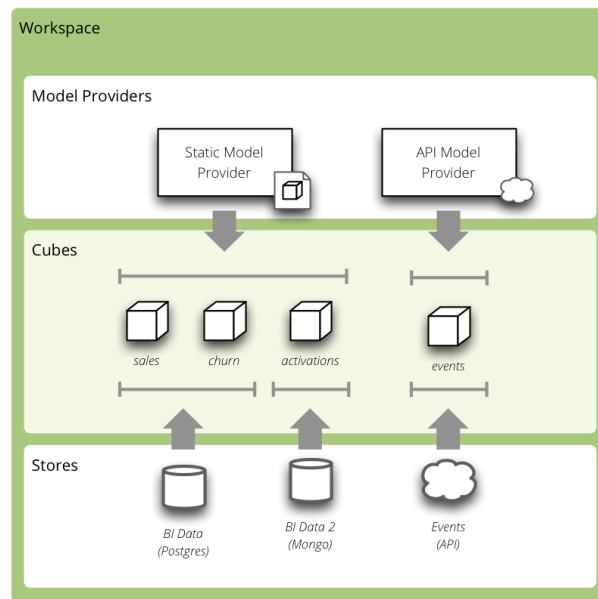 Workspace
Model Providers
Static Model
Provider
API Model
Provider
Cubes
sales
churn
activations
events
Stores
BI Data
(Postgres)
BI Data 2
(Mongo)
Events
(API)